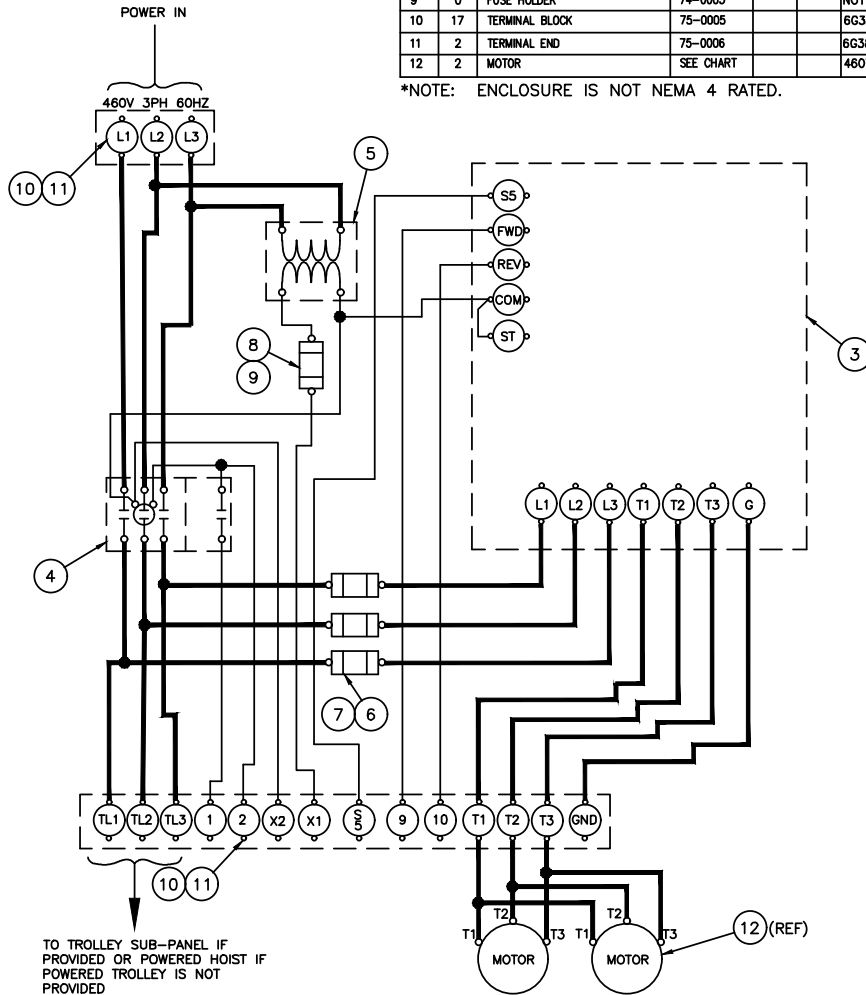 POWER IN
9 0 FUSE HOLDER 74-0005
10 17 TERMINAL BLOCK 75-0005 6G3
11 2 TERMINAL END 75-0006
12 2 MOTOR SEE CHART 460
*NOTE: ENCLOSURE IS NOT NEMA 4 RATED.
460V 3PH 60HZ
L1 L2 L3
10 11
5
S5
FWD
REV
COM
ST
8
9
3
L1 L2 L3 T1 T2 T3 G
4
7 6
TL1 TL2 TL3 1 2 X2 X1 S5 9 10 T1 T2 T3 GND
10 11
T1 T2 T3 T1 T2 T3
MOTOR MOTOR
12 (REF)
TO TROLLEY SUB-PANEL IF
PROVIDED OR POWERED HOIST IF
POWERED TROLLEY IS NOT
PROVIDED